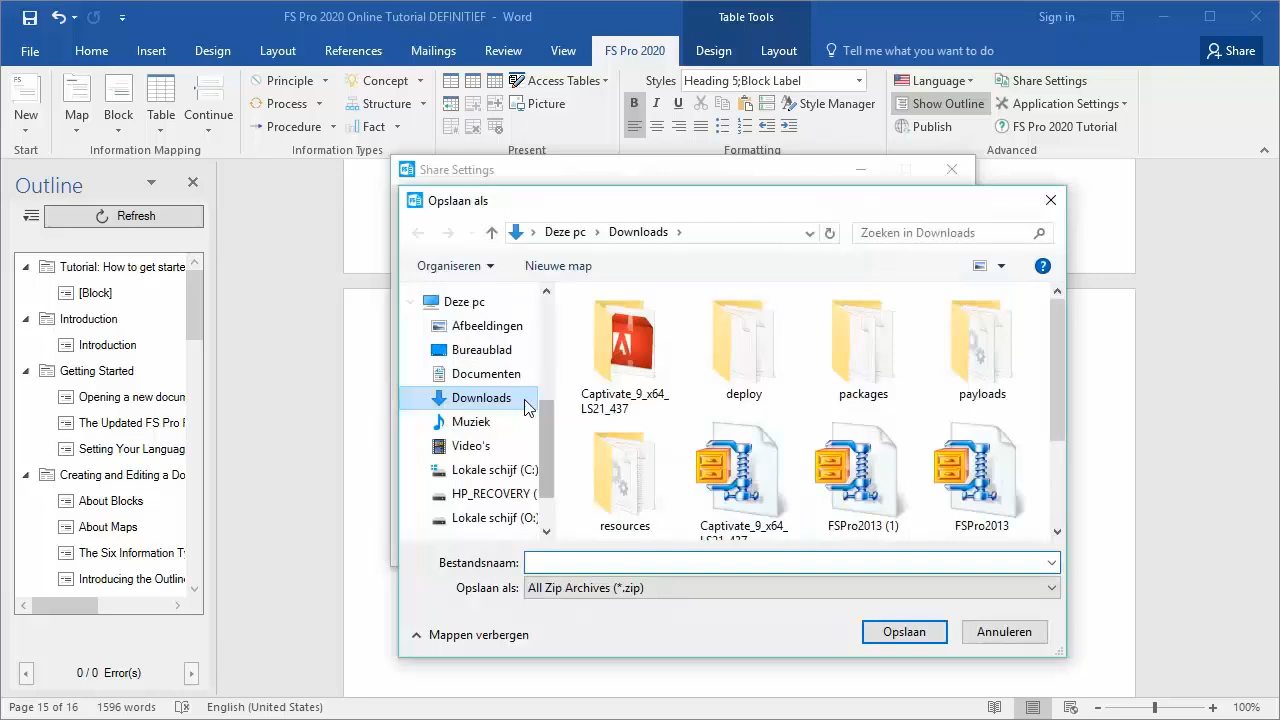 FS Pro 2020 Online Tutorial DEFINITIEF - Word
Table Tools
Sign in
File Home Insert Design Layout References Mailings Review View FS Pro 2020 Design Layout Tell me what you want to do Share
FS
New
Start
Map
Block
Table
Continue
Information Mapping
Principle
Concept
Process
Structure
Procedure
Fact
Information Types
Access Tables
Picture
Present
Styles
Heading 5;Block Label
B I U
Style Manager
Formatting
Language
Share Settings
Show Outline
Application Settings
Publish
FS Pro 2020 Tutorial
Advanced
Outline
Refresh
Tutorial: How to get starte
[Block]
Introduction
Introduction
Getting Started
Opening a new docum
The Updated FS Pro
Setting Your Languag
Creating and Editing a Do
About Blocks
About Maps
The Six Information T
Introducing the Outlin
0 / 0 Error(s)
Share Settings
Opslaan als
Deze pc
Downloads
Zoeken in Downloads
Organiseren
Nieuwe map
Deze pc
Afbeeldingen
Bureaublad
Documenten
Downloads
Muziek
Video's
Lokale schijf (C:)
HP_RECOVERY (
Lokale schijf (O:)
Captivate_9_x64_
LS21_437
deploy
packages
payloads
resources
Captivate_9_x64_
LS21_437
FSPro2013 (1)
FSPro2013
Bestandsnaam:
Opslaan als: All Zip Archives (*.zip)
Mappen verbergen
Opslaan
Annuleren
Page 15 of 16 1596 words English (United States) 100%